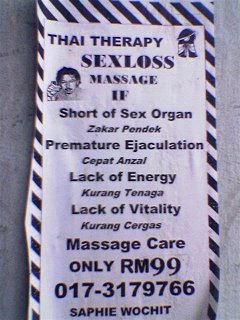 THAI THERAPY
SEXLOSS
MASSAGE
IF
Short of Sex Organ
Zakar Pendek
Premature Ejaculation
Cepat Anzal
Lack of Energy
Kurang Tenaga
Lack of Vitality
Kurang Cergas
Massage Care
ONLY RM99
017-3179766
SAPHIE WOCHIT